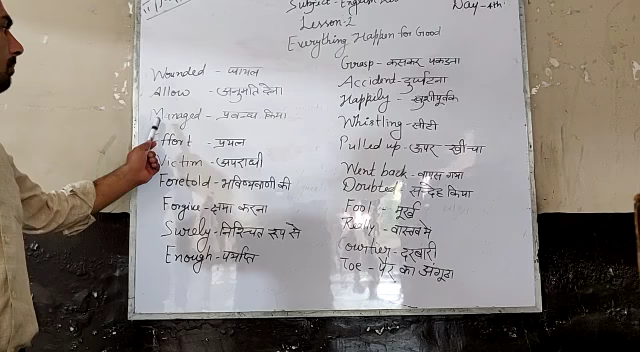 Subject - English
Day - 4th
Lesson-2
Everything Happen for Good
Wounded - घायल
Allow - अनुमति देना
Managed - प्रबन्ध किया
Effort - प्रयत्न
Victim - अपराधी
Foretold - भविष्यवाणी की
Forgive - क्षमा करना
Surely - निश्चित रूप से
Enough - पर्याप्त
Grasp - कसकर पकड़ना
Accident - दुर्घटना
Happily - खुशीपूर्वक
Whistling - सीटी
Pulled up - ऊपर खींचा
Went back - वापस गया
Doubted - संदेह किया
Fool - मूर्ख
Really - वास्तव मे
Courtier - दरबारी
Toe - पैर का अंगूठा